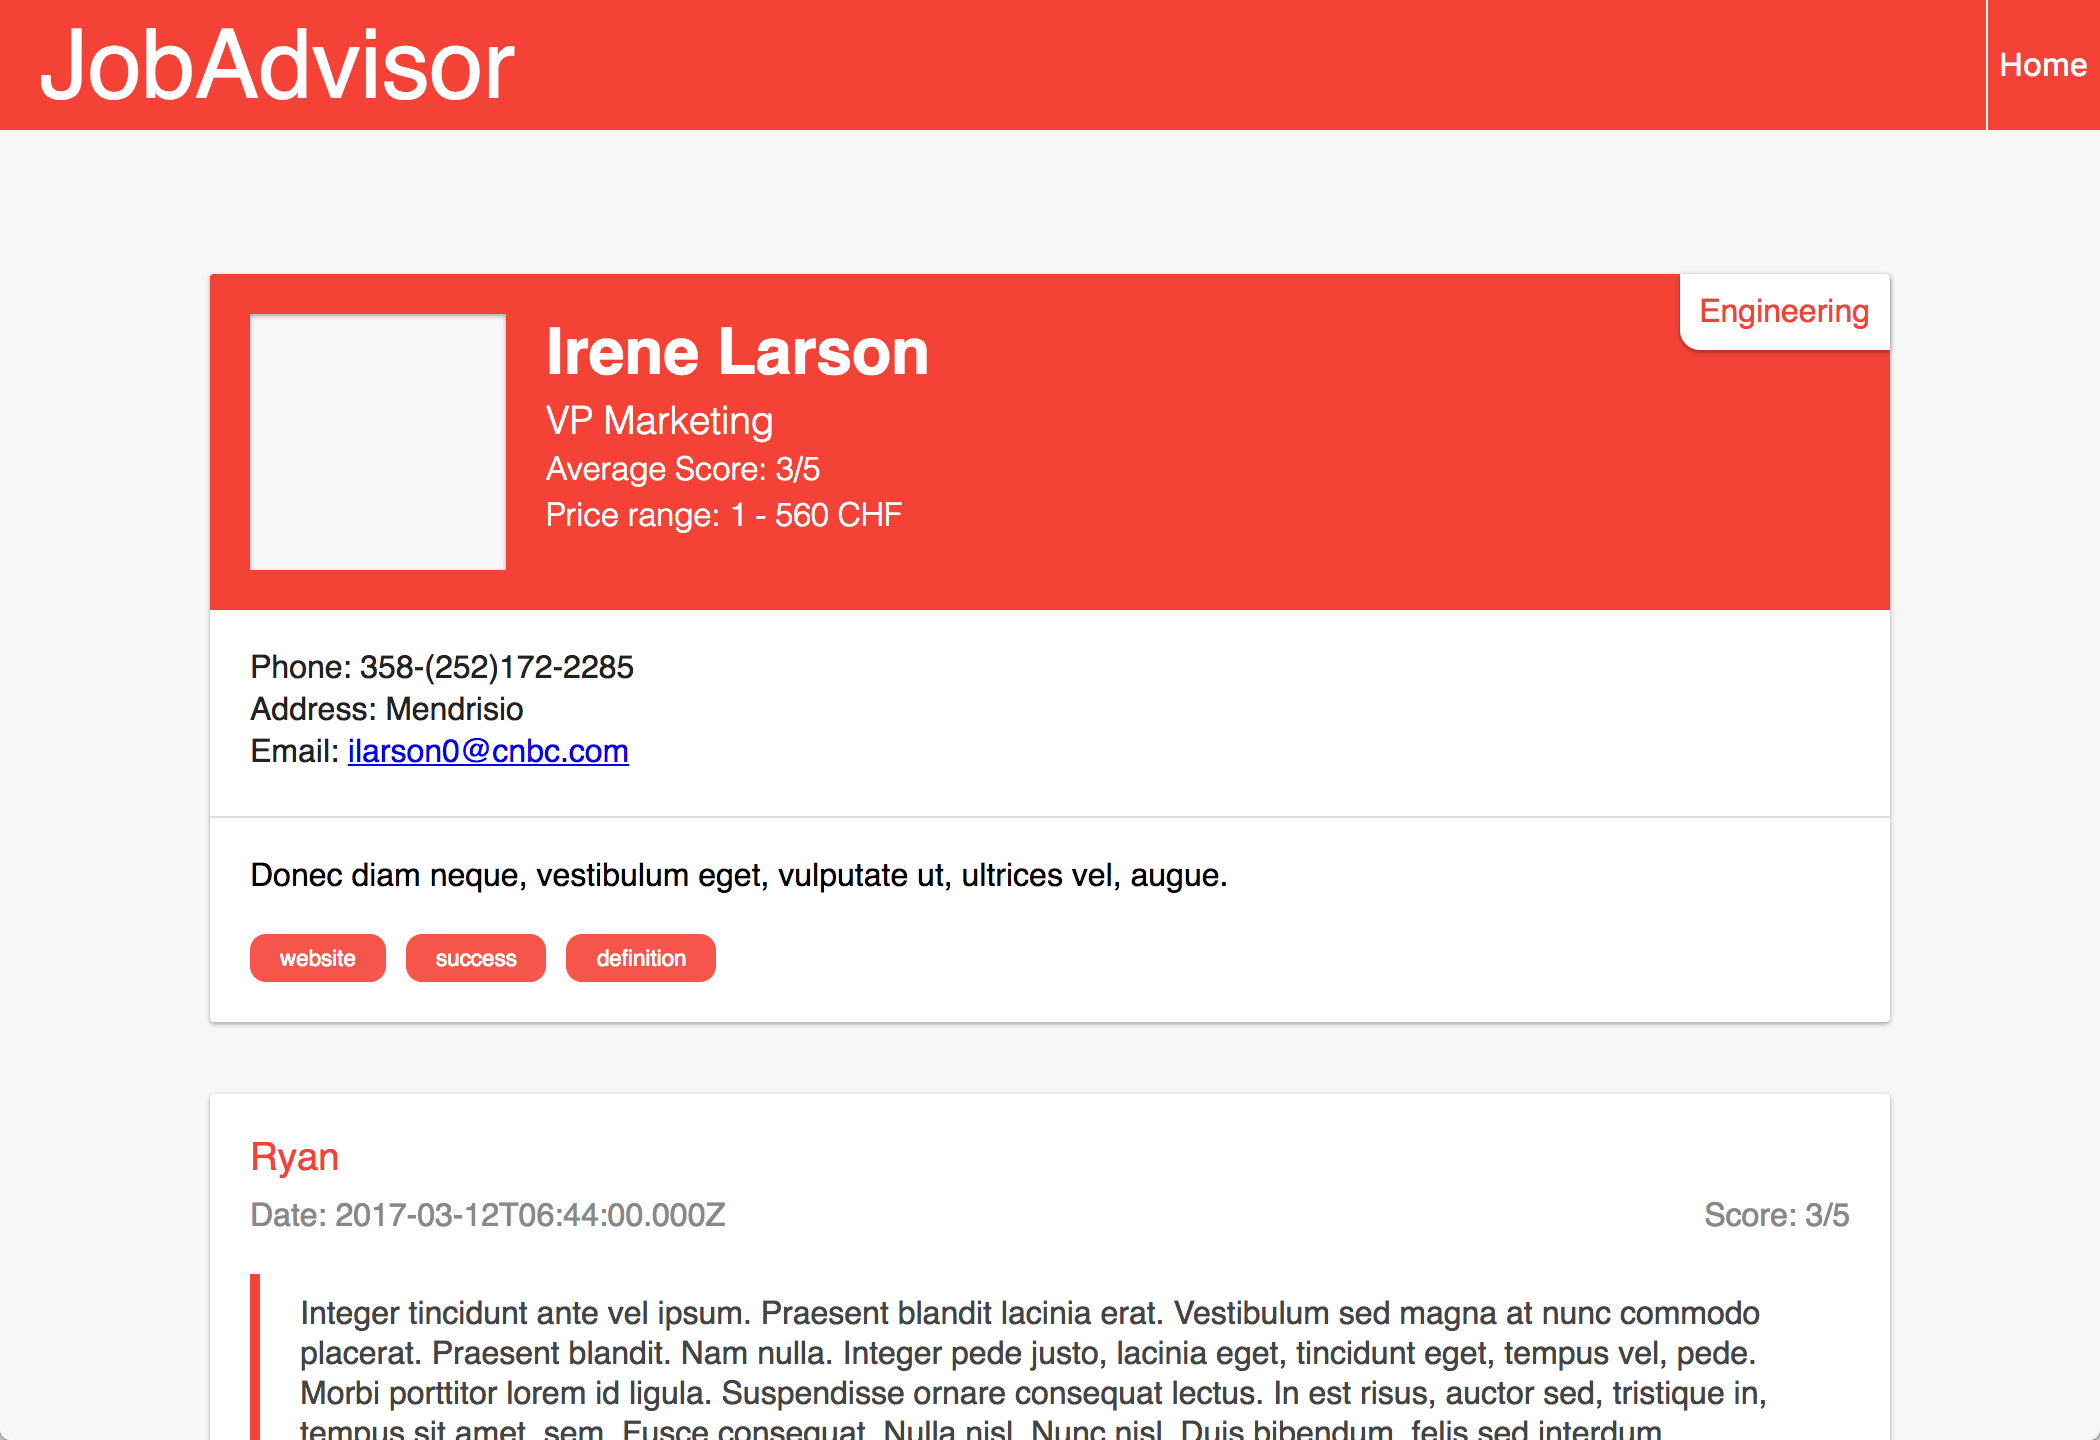 JobAdvisor
Home
Engineering
Irene Larson
VP Marketing
Average Score: 3/5
Price range: 1 - 560 CHF
Phone: 358-(252)172-2285
Address: Mendrisio
Email: ilarson0@cnbc.com
Donec diam neque, vestibulum eget, vulputate ut, ultrices vel, augue.
website success definition
Ryan
Date: 2017-03-12T06:44:00.000Z Score: 3/5
Integer tincidunt ante vel ipsum. Praesent blandit lacinia erat. Vestibulum sed magna at nunc commodo
placerat. Praesent blandit. Nam nulla. Integer pede justo, lacinia eget, tincidunt eget, tempus vel, pede.
Morbi porttitor lorem id ligula. Suspendisse ornare consequat lectus. In est risus, auctor sed, tristique in,
tempus sit amet, sem. Fusce consequat. Nulla nisl. Nunc nisl. Duis bibendum, felis sed interdum